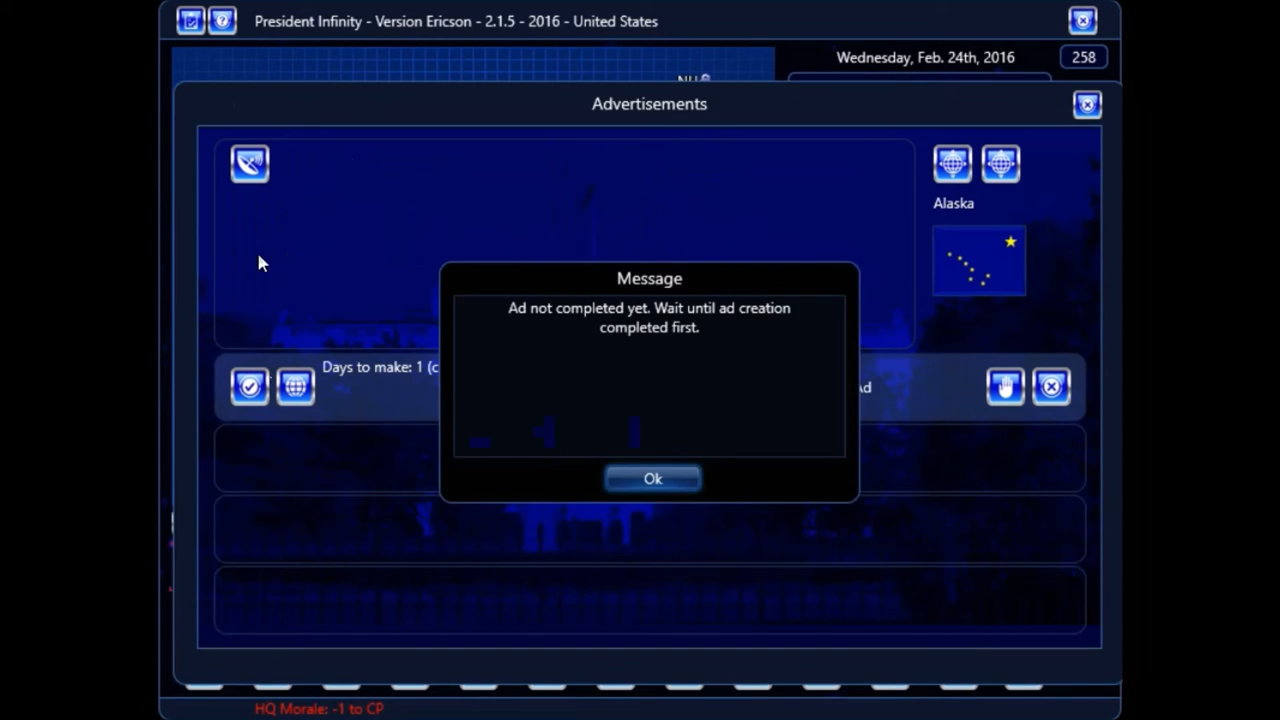 President Infinity - Version Ericson - 2.1.5 - 2016 - United States
Wednesday, Feb. 24th, 2016
258
Advertisements
Alaska
Message
Ad not completed yet. Wait until ad creation
completed first.
Days to make: 1 (c
Ok
HQ Morale: -1 to CP